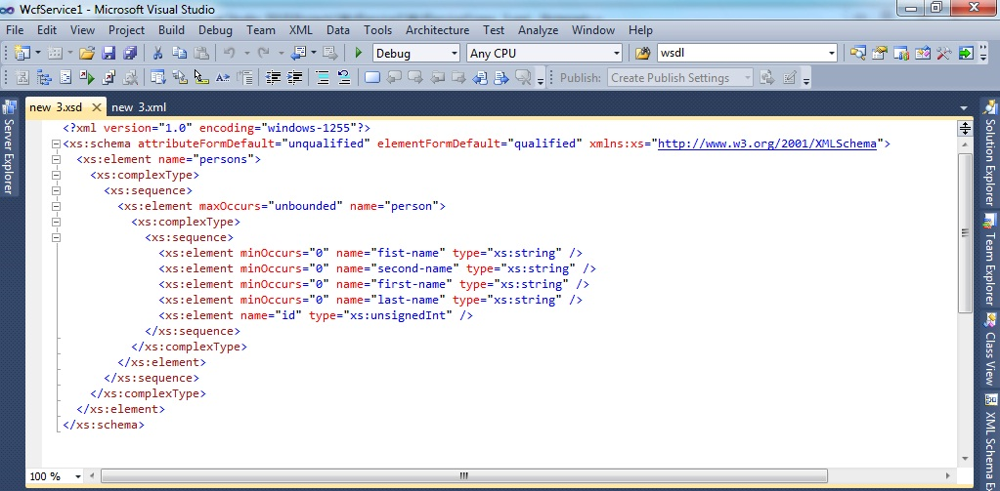 WcfService1 - Microsoft Visual Studio
File Edit View Project Build Debug Team XML Data Tools Architecture Test Analyze Window Help
Debug Any CPU wsdl
Publish: Create Publish Settings
new 3.xsd new 3.xml
Server Explorer
<?xml version="1.0" encoding="windows-1255"?>
<xs:schema attributeFormDefault="unqualified" elementFormDefault="qualified" xmlns:xs="http://www.w3.org/2001/XMLSchema">
<xs:element name="persons">
<xs:complexType>
<xs:sequence>
<xs:element maxOccurs="unbounded" name="person">
<xs:complexType>
<xs:sequence>
<xs:element minOccurs="0" name="fist-name" type="xs:string" />
<xs:element minOccurs="0" name="second-name" type="xs:string" />
<xs:element minOccurs="0" name="first-name" type="xs:string" />
<xs:element minOccurs="0" name="last-name" type="xs:string" />
<xs:element name="id" type="xs:unsignedInt" />
</xs:sequence>
</xs:complexType>
</xs:element>
</xs:sequence>
</xs:complexType>
</xs:element>
</xs:schema>
100 %
Solution Explorer
Team Explorer
Class View
XML Schema Ex